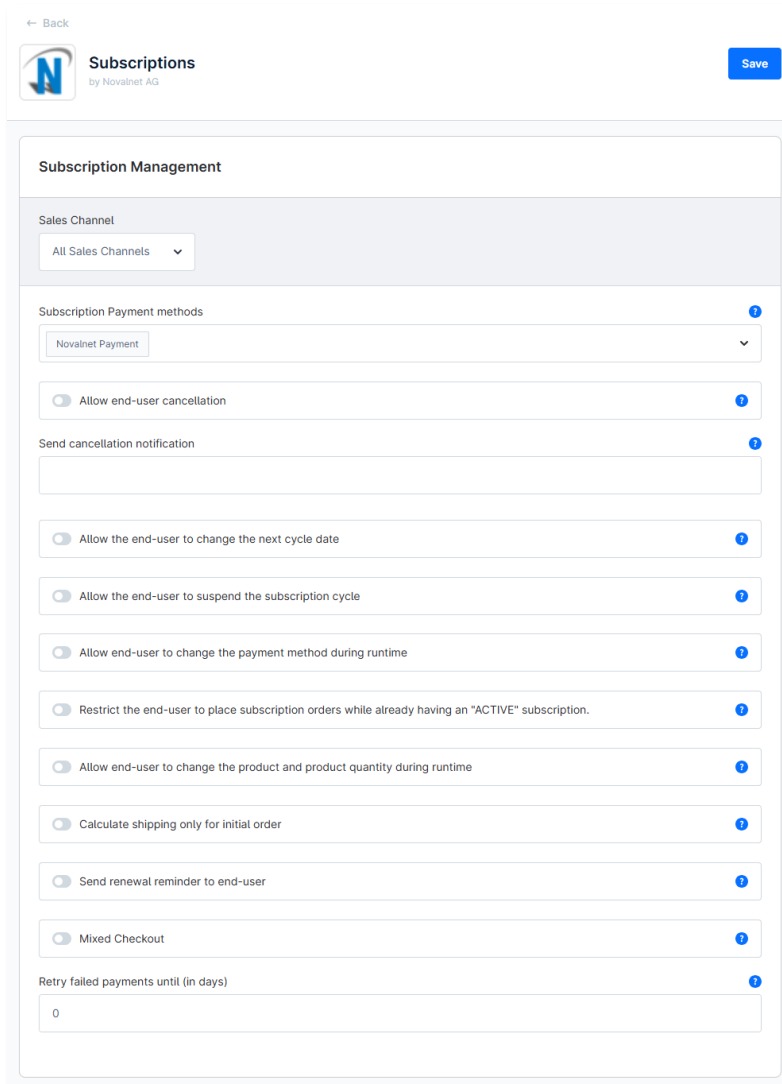 ← Back
N
Subscriptions
by Novalnet AG
Save
Subscription Management
Sales Channel
All Sales Channels
Subscription Payment methods
?
Novalnet Payment
Allow end-user cancellation
?
Send cancellation notification
?
Allow the end-user to change the next cycle date
?
Allow the end-user to suspend the subscription cycle
?
Allow end-user to change the payment method during runtime
?
Restrict the end-user to place subscription orders while already having an "ACTIVE" subscription.
?
Allow end-user to change the product and product quantity during runtime
?
Calculate shipping only for initial order
?
Send renewal reminder to end-user
?
Mixed Checkout
?
Retry failed payments until (in days)
?
0